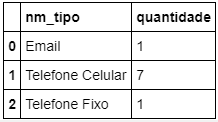 nm_tipo quantidade
0 Email 1
1 Telefone Celular 7
2 Telefone Fixo 1